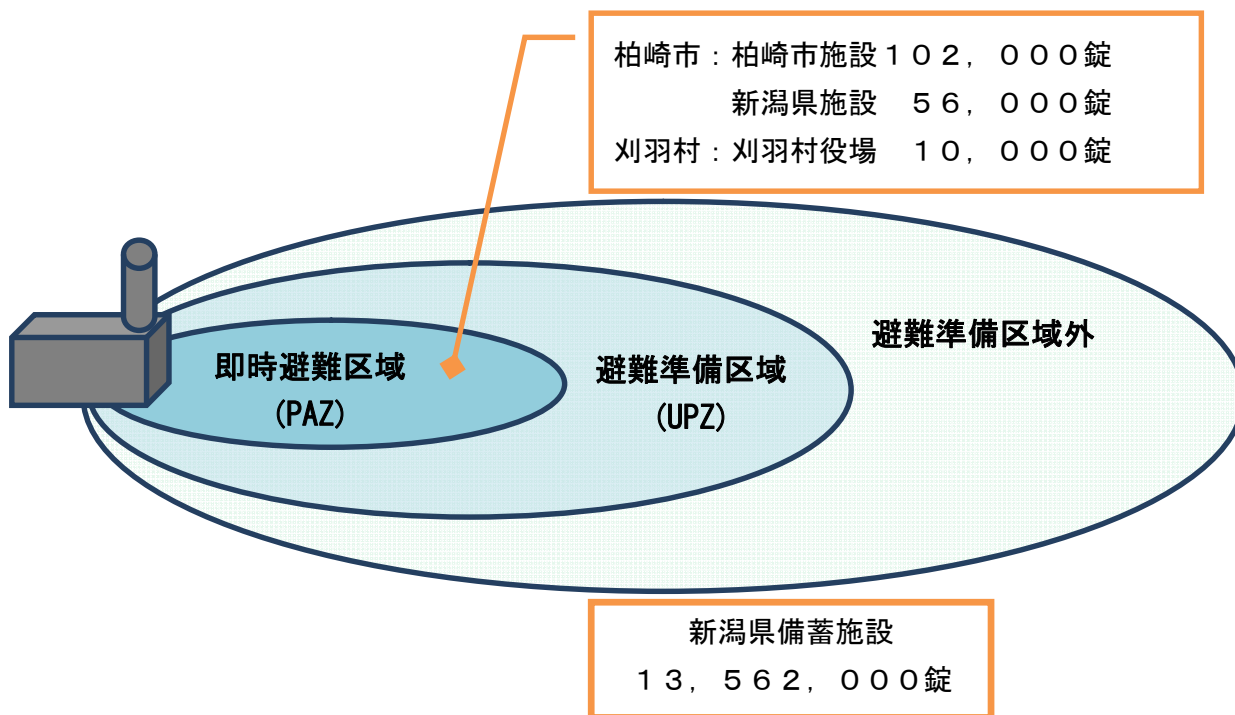 柏崎市：柏崎市施設１０２，０００錠
新潟県施設　５６，０００錠
刈羽村：刈羽村役場　１０，０００錠
避難準備区域外
即時避難区域
(PAZ)
避難準備区域
(UPZ)
新潟県備蓄施設
１３，５６２，０００錠